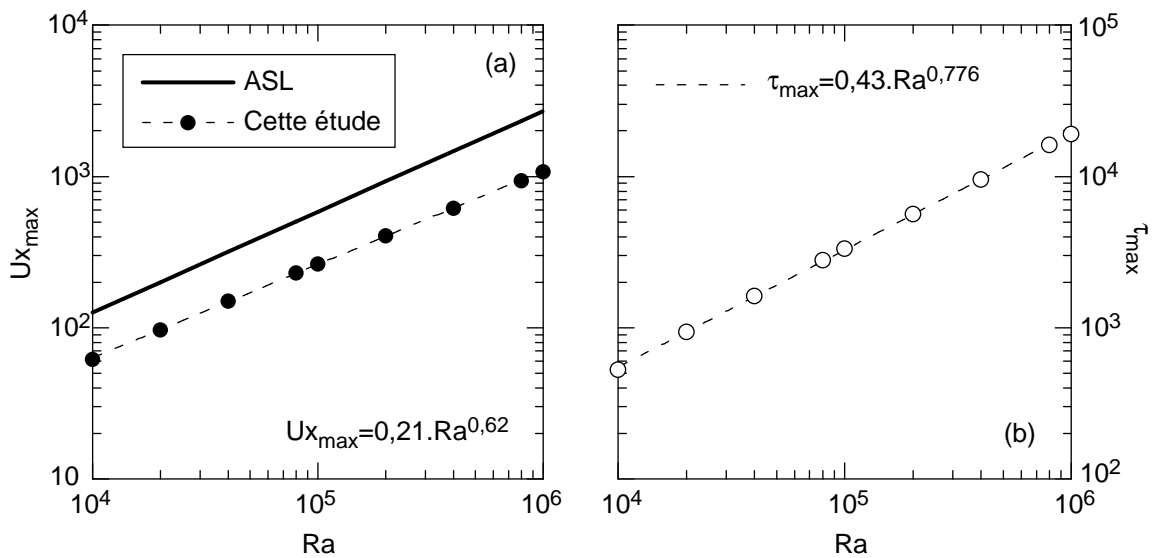 10⁴
10³
10²
10
Ux_max
(a)
ASL
Cette étude
Ux_max=0,21.Ra^0,62
10⁴
10⁵
10⁶
Ra
τ_max=0,43.Ra^0,776
(b)
10⁵
10⁴
10³
10²
τ_max
10⁴
10⁵
10⁶
Ra